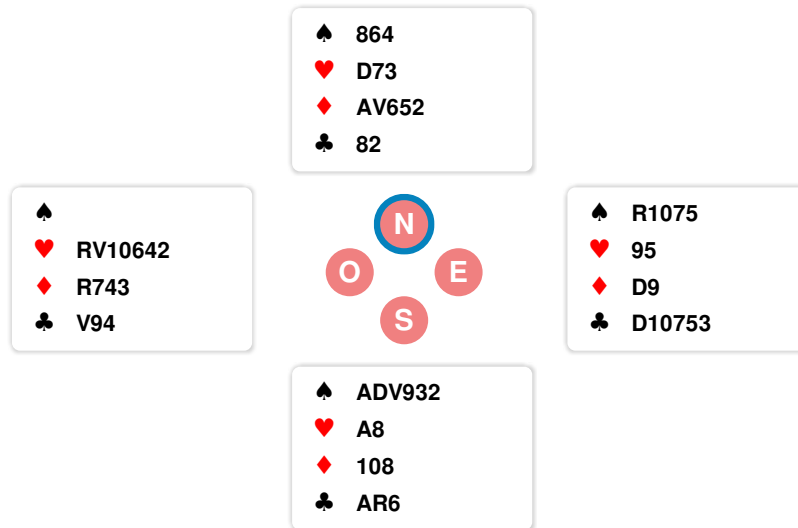 ♠ 864
♥ D73
♦ AV652
♣ 82
♠
♥ RV10642
♦ R743
♣ V94
N
O E
S
♠ R1075
♥ 95
♦ D9
♣ D10753
♠ ADV932
♥ A8
♦ 108
♣ AR6